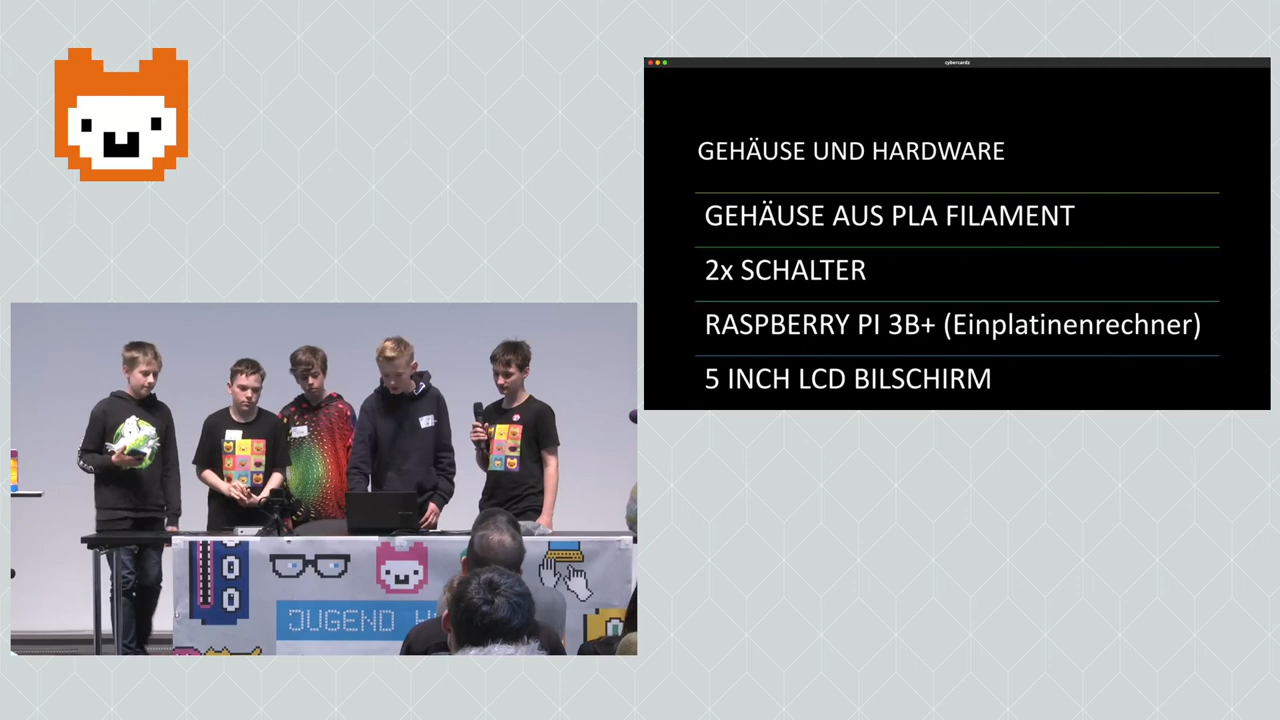 cybercardz
GEHÄUSE UND HARDWARE
GEHÄUSE AUS PLA FILAMENT
2x SCHALTER
RASPBERRY PI 3B+ (Einplatinenrechner)
5 INCH LCD BILSCHIRM
JUGEND H